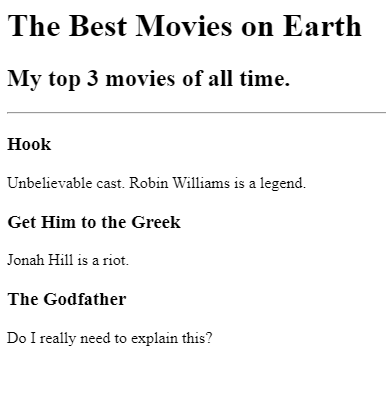 The Best Movies on Earth
My top 3 movies of all time.
Hook
Unbelievable cast. Robin Williams is a legend.
Get Him to the Greek
Jonah Hill is a riot.
The Godfather
Do I really need to explain this?